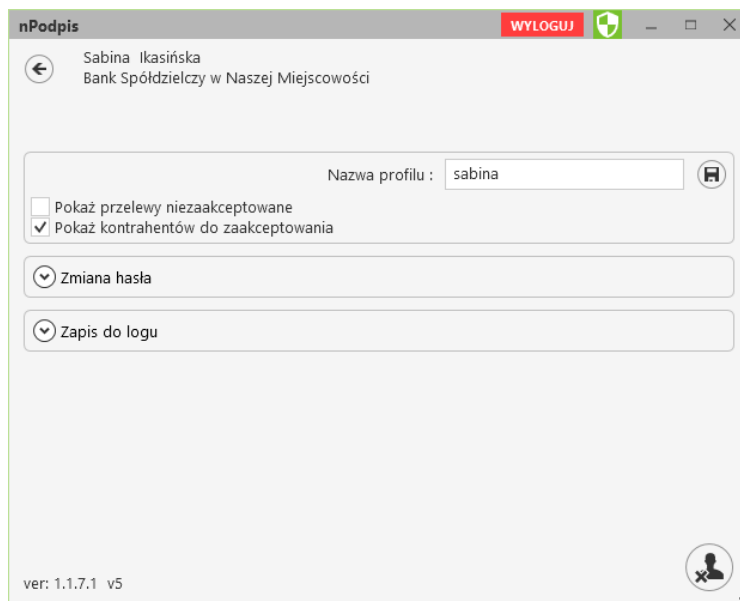 nPodpis WYLOGUJ
Sabina Ikasińska
Bank Spółdzielczy w Naszej Miejscowości
Nazwa profilu : sabina
Pokaż przelewy niezaakceptowane
Pokaż kontrahentów do zaakceptowania
Zmiana hasła
Zapis do logu
ver: 1.1.7.1 v5